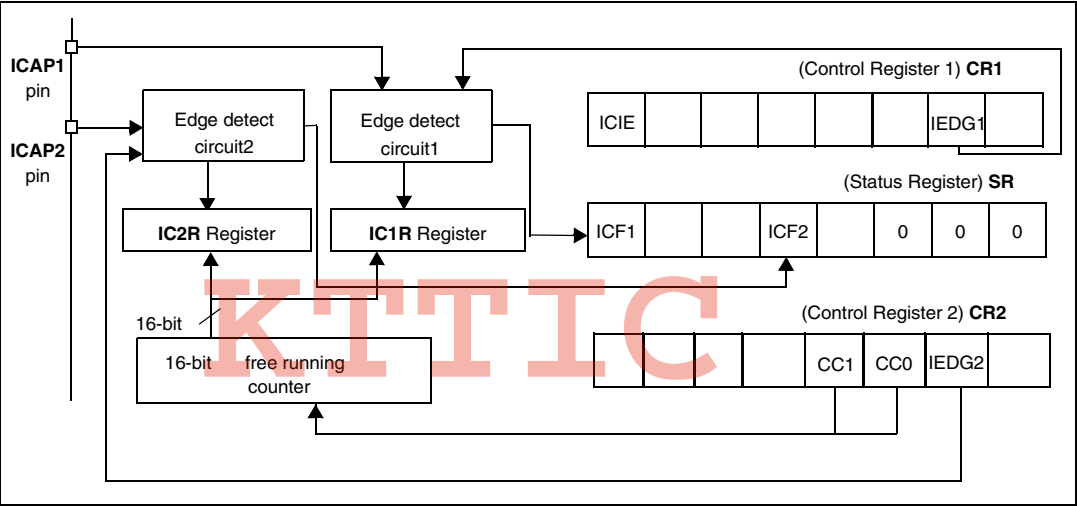 ICAP1
pin
ICAP2
pin
Edge detect
circuit2
Edge detect
circuit1
IC2R Register
IC1R Register
16-bit
16-bit free running
counter
(Control Register 1) CR1
ICIE IEDG1
(Status Register) SR
ICF1 ICF2 0 0 0
(Control Register 2) CR2
CC1 CC0 IEDG2
KTTIC